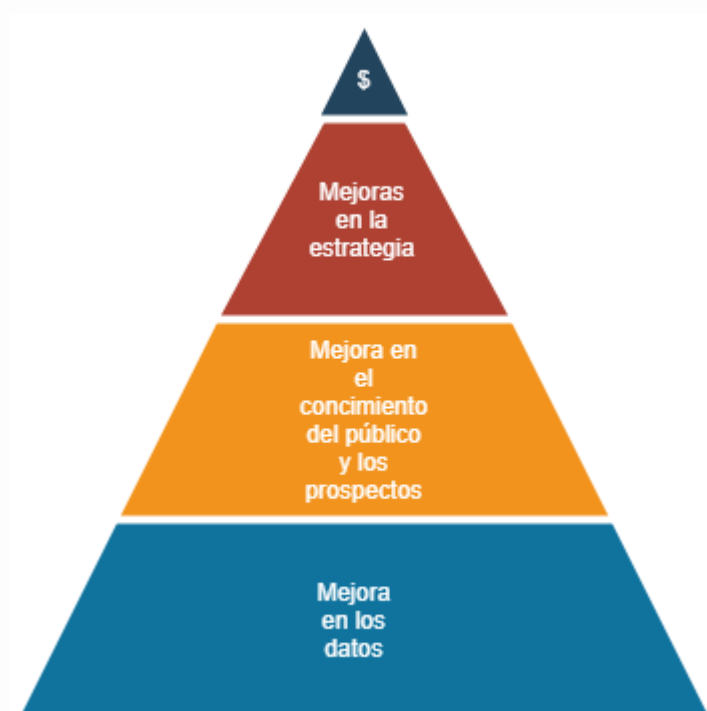 $
Mejoras
en la
estrategia
Mejora en
el
concimiento
del público
y los
prospectos
Mejora
en los
datos